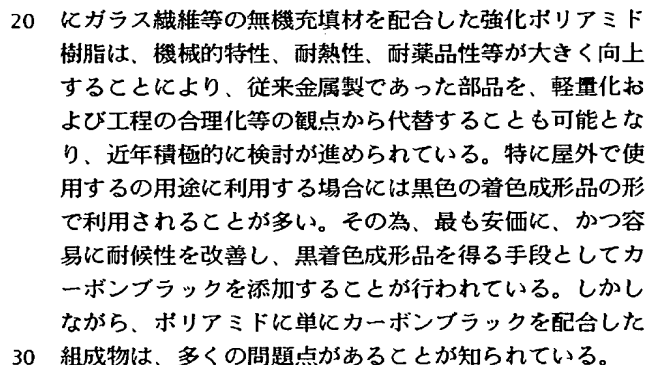 20 にガラス繊維等の無機充填材を配合した強化ポリアミド
樹脂は、機械的特性、耐熱性、耐薬品性等が大きく向上
することにより、従来金属製であった部品を、軽量化お
よび工程の合理化等の観点から代替することも可能とな
り、近年積極的に検討が進められている。特に屋外で使
用するの用途に利用する場合には黒色の着色成形品の形
で利用されることが多い。その為、最も安価に、かつ容
易に耐候性を改善し、黒着色成形品を得る手段としてカ
ーボンブラックを添加することが行われている。しかし
ながら、ポリアミドに単にカーボンブラックを配合した
30 組成物は、多くの問題点があることが知られている。